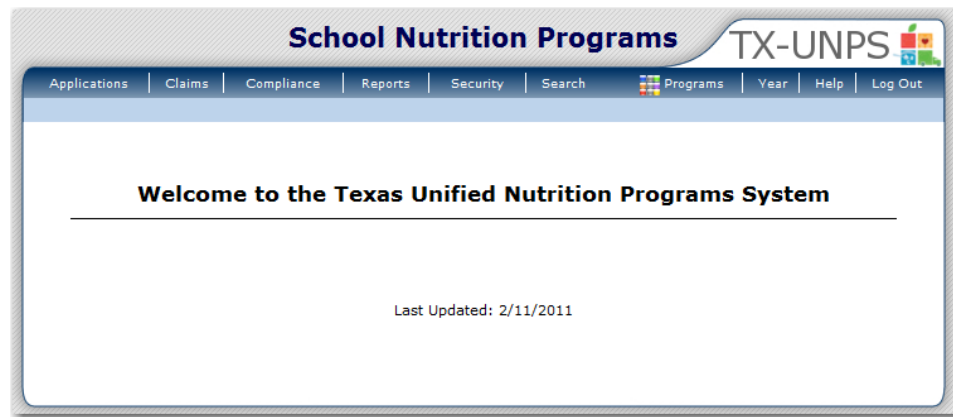 School Nutrition Programs
TX-UNPS
Applications Claims Compliance Reports Security Search Programs Year Help Log Out
Welcome to the Texas Unified Nutrition Programs System
Last Updated: 2/11/2011